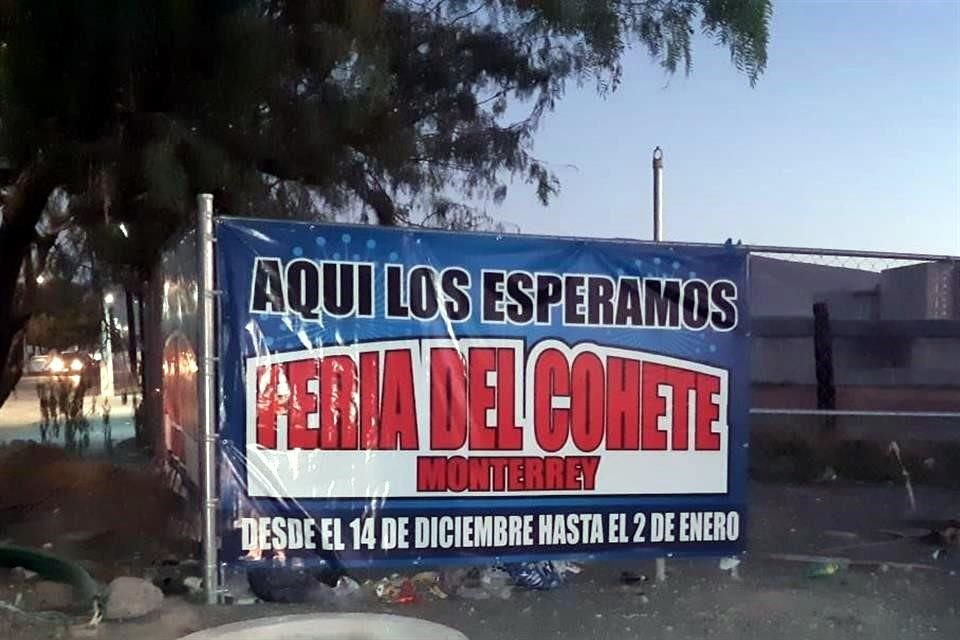 AQUI LOS ESPERAMOS
FERIA DEL COHETE
MONTERREY
DESDE EL 14 DE DICIEMBRE HASTA EL 2 DE ENERO